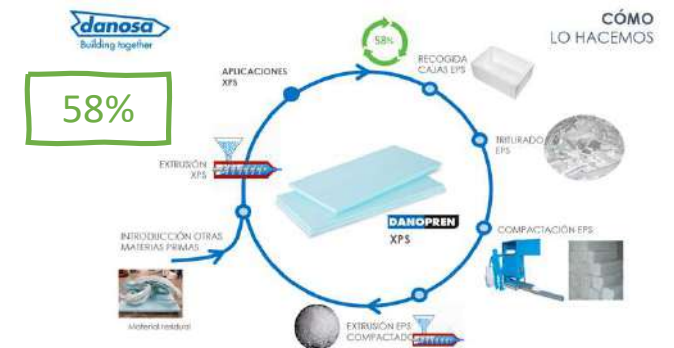 danosa
Building together
CÓMO
LO HACEMOS
58%
58%
RECOGIDA
CAJAS EPS
APLICACIONES
XPS
TRITURADO
EPS
EXTRUSIÓN
XPS
DANOPREN
XPS
COMPACTACIÓN EPS
INTRODUCCIÓN OTRAS
MATERIAS PRIMAS
Material residual
EXTRUSIÓN EPS
COMPACTADO